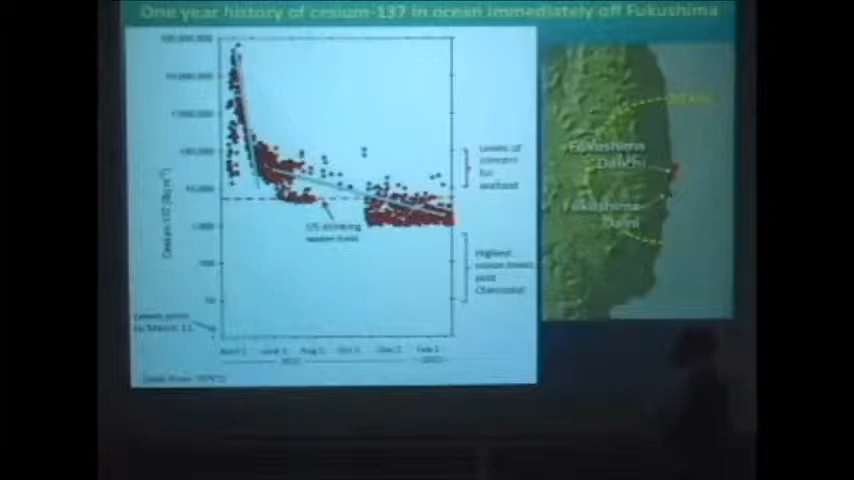 One year history of cesium-137 in ocean immediately off Fukushima
100,000,000
10,000,000
1,000,000
100,000
10,000
1,000
100
10
Cesium-137 (Bq m⁻³)
US drinking
water limit
Levels of
concern
for
seafood
Highest
ocean levels
post
Chernobyl
Levels prior
to March 11
April 1
June 1
Aug 1
Oct 1
Dec 1
Feb 1
2011
2012
Fukushima
Daiichi
Fukushima
Daini